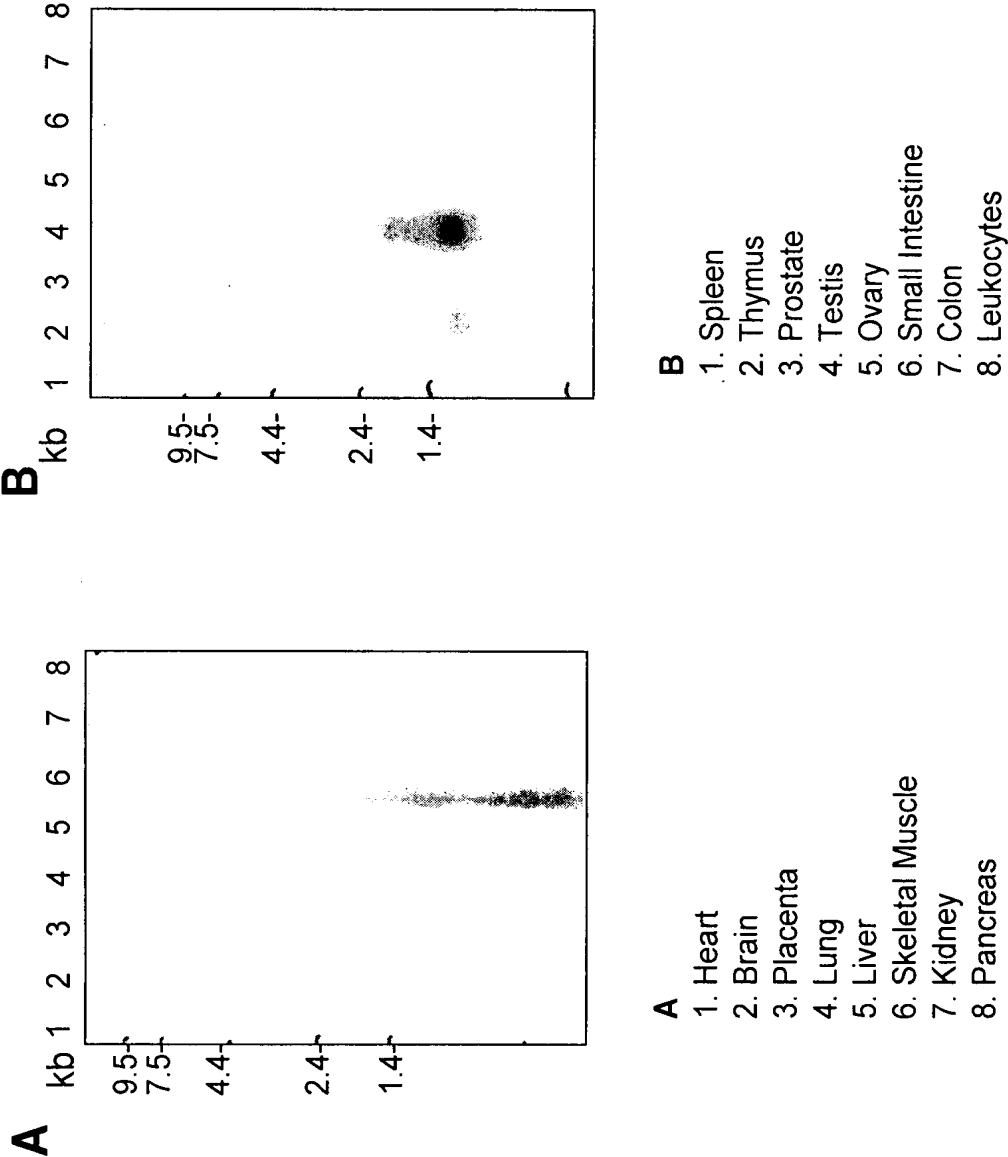 A
kb 1 2 3 4 5 6 7 8
9.5-
7.5-
4.4-
2.4-
1.4-
A
1. Heart
2. Brain
3. Placenta
4. Lung
5. Liver
6. Skeletal Muscle
7. Kidney
8. Pancreas
B
kb 1 2 3 4 5 6 7 8
9.5-
7.5-
4.4-
2.4-
1.4-
B
1. Spleen
2. Thymus
3. Prostate
4. Testis
5. Ovary
6. Small Intestine
7. Colon
8. Leukocytes